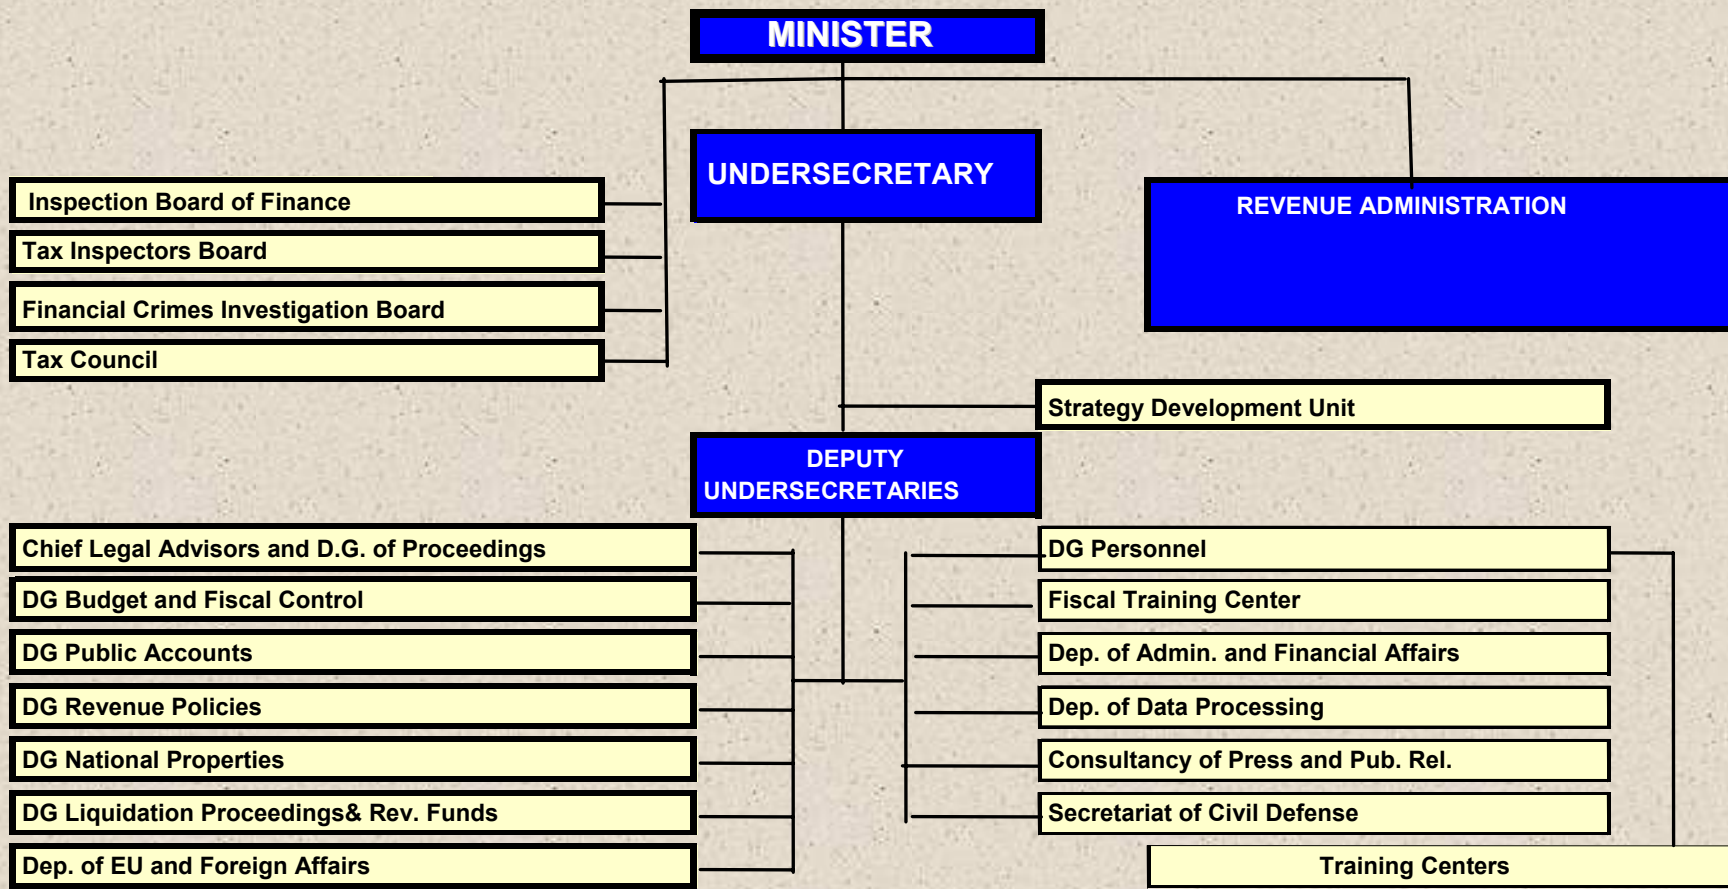 MINISTER
UNDERSECRETARY
Inspection Board of Finance
Tax Inspectors Board
Financial Crimes Investigation Board
Tax Council
REVENUE ADMINISTRATION
Strategy Development Unit
DEPUTY
UNDERSECRETARIES
Chief Legal Advisors and D.G. of Proceedings
DG Budget and Fiscal Control
DG Public Accounts
DG Revenue Policies
DG National Properties
DG Liquidation Proceedings& Rev. Funds
Dep. of EU and Foreign Affairs
DG Personnel
Fiscal Training Center
Dep. of Admin. and Financial Affairs
Dep. of Data Processing
Consultancy of Press and Pub. Rel.
Secretariat of Civil Defense
Training Centers